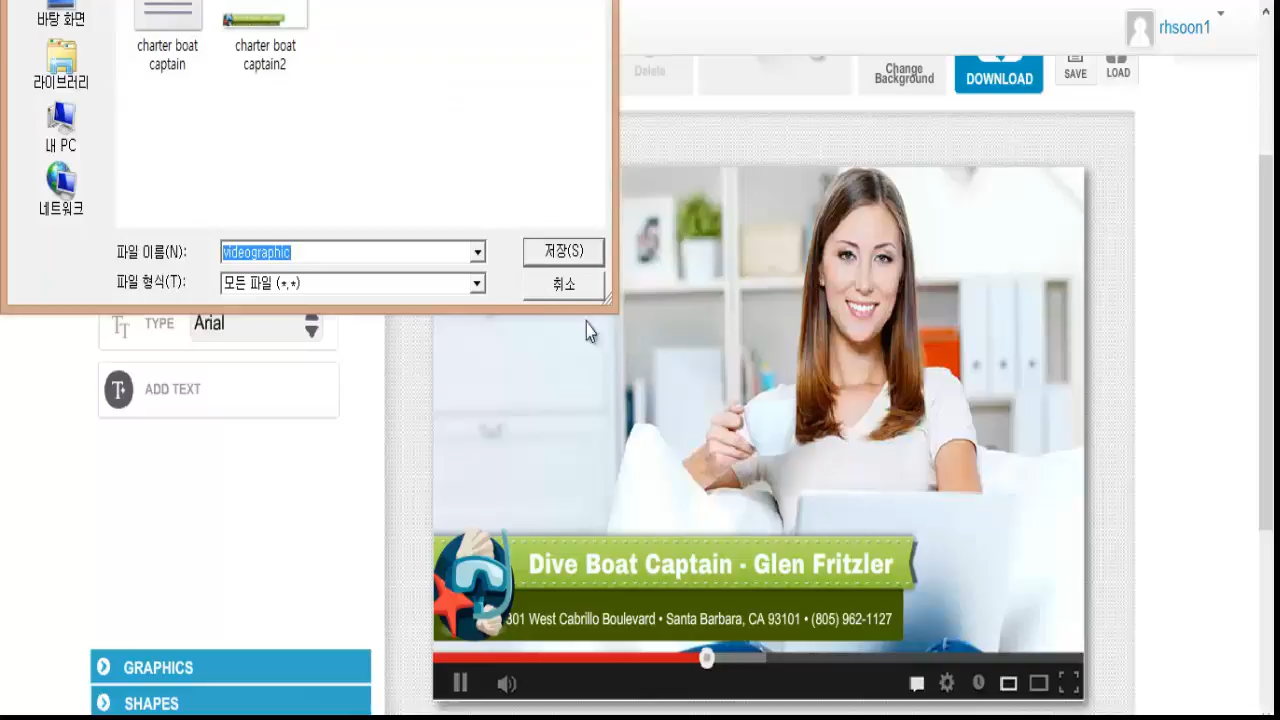 바탕 화면
라이브러리
내 PC
네트워크
charter boat
captain
charter boat
captain2
파일 이름(N):
videographic
저장(S)
파일 형식(T):
모든 파일 (*.*)
취소
rhsoon1
Delete
Change
Background
DOWNLOAD
SAVE
LOAD
TT
TYPE
Arial
T+
ADD TEXT
GRAPHICS
SHAPES
Dive Boat Captain - Glen Fritzler
301 West Cabrillo Boulevard • Santa Barbara, CA 93101 • (805) 962-1127